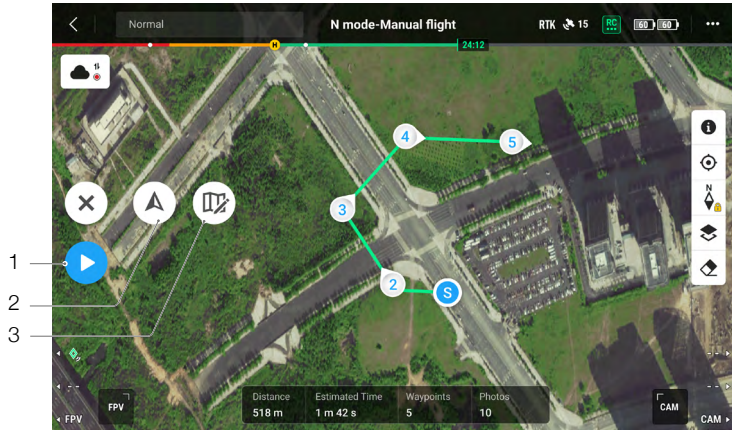 Normal
N mode-Manual flight
RTK 15 RC 60 60
H
24:12
4
5
N
3
1
2
3
2
S
Distance Estimated Time Waypoints Photos
518 m 1 m 42 s 5 10
FPV
FPV
CAM
CAM